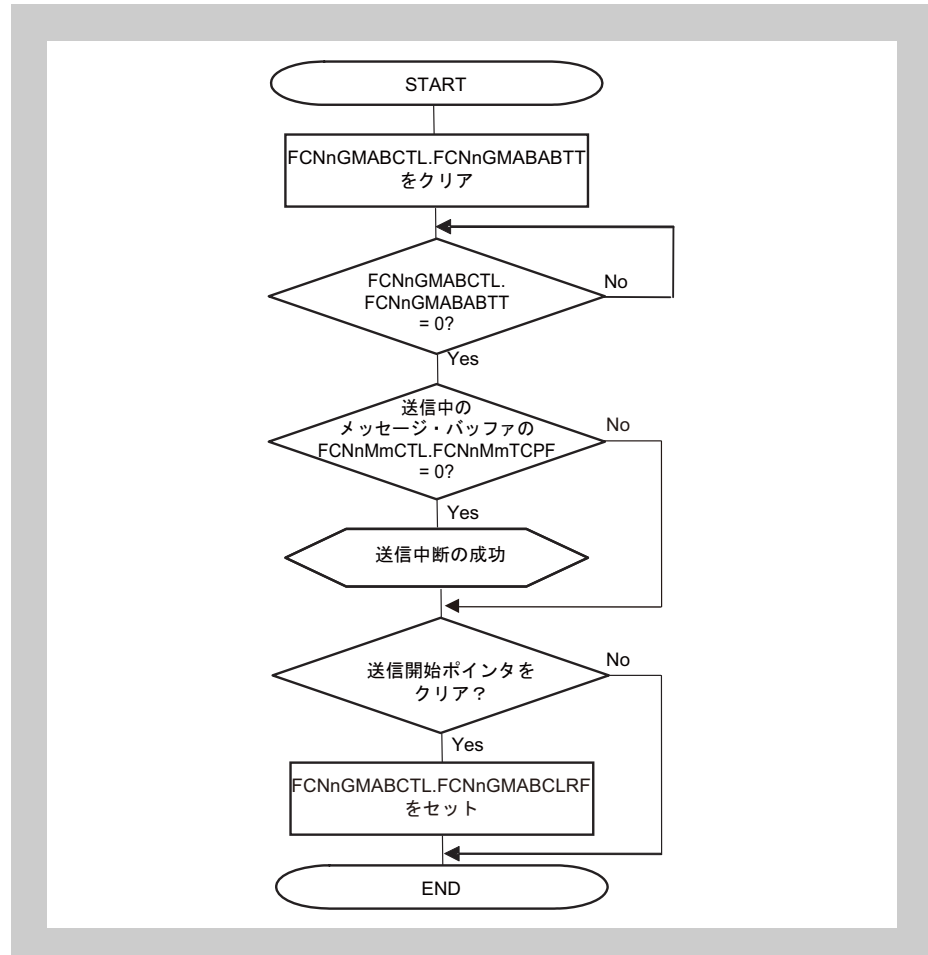 START
FCNnGMABCTL.FCNnGMABABTT
をクリア
FCNnGMABCTL.
FCNnGMABABTT
= 0?
No
Yes
送信中の
メッセージ・バッファの
FCNnMmCTL.FCNnMmTCPF
= 0?
No
Yes
送信中断の成功
送信開始ポインタを
クリア？
No
Yes
FCNnGMABCTL.FCNnGMABCLRF
をセット
END